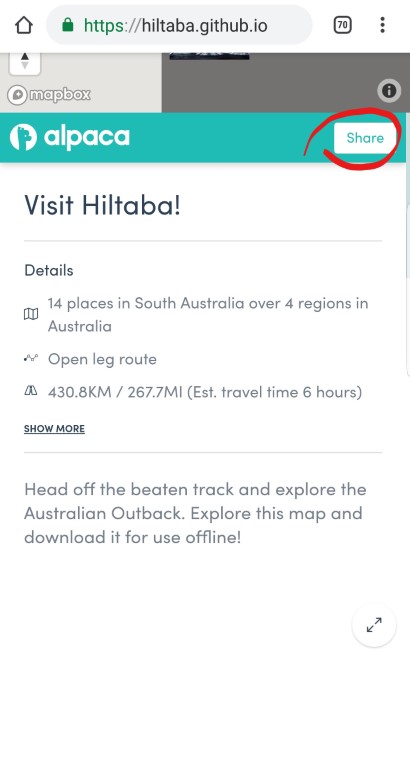 https://hiltaba.github.io
70
mapbox
alpaca
Share
Visit Hiltaba!
Details
14 places in South Australia over 4 regions in
Australia
Open leg route
430.8KM / 267.7MI (Est. travel time 6 hours)
SHOW MORE
Head off the beaten track and explore the
Australian Outback. Explore this map and
download it for use offline!